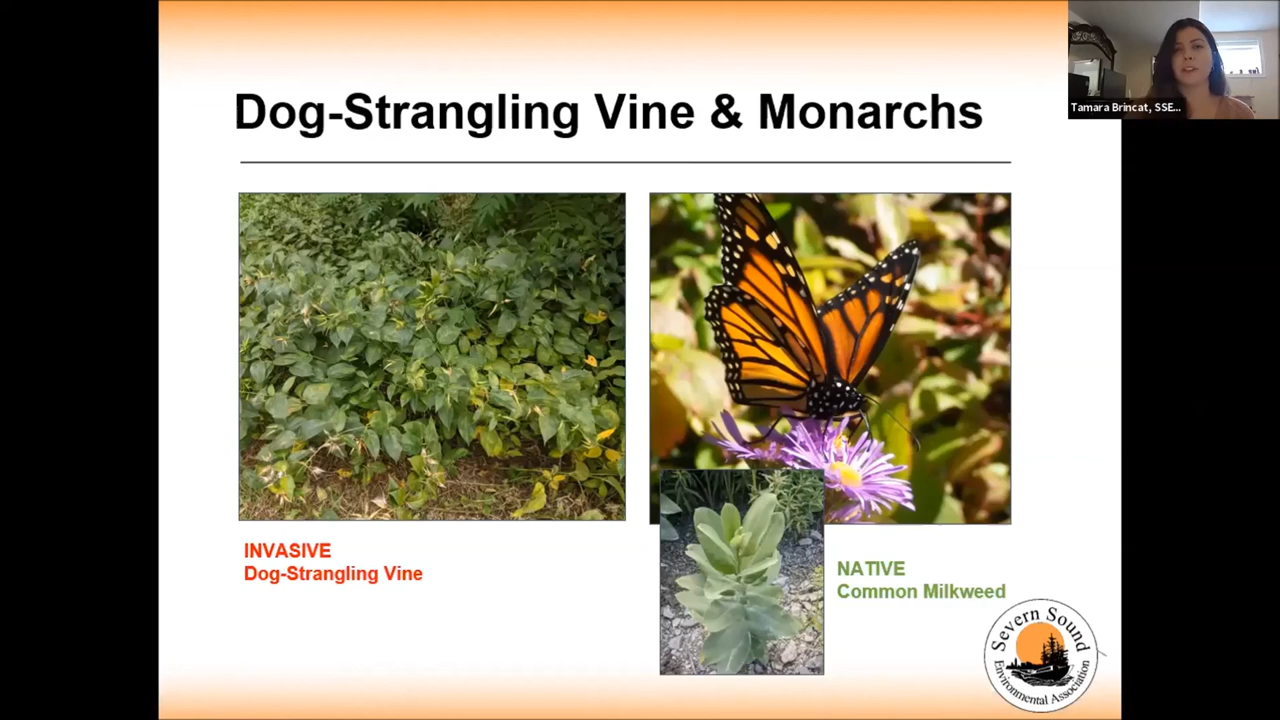 Dog-Strangling Vine & Monarchs
Tamara Brincat, SSE...
INVASIVE
Dog-Strangling Vine
NATIVE
Common Milkweed
Severn Sound
Environmental Association